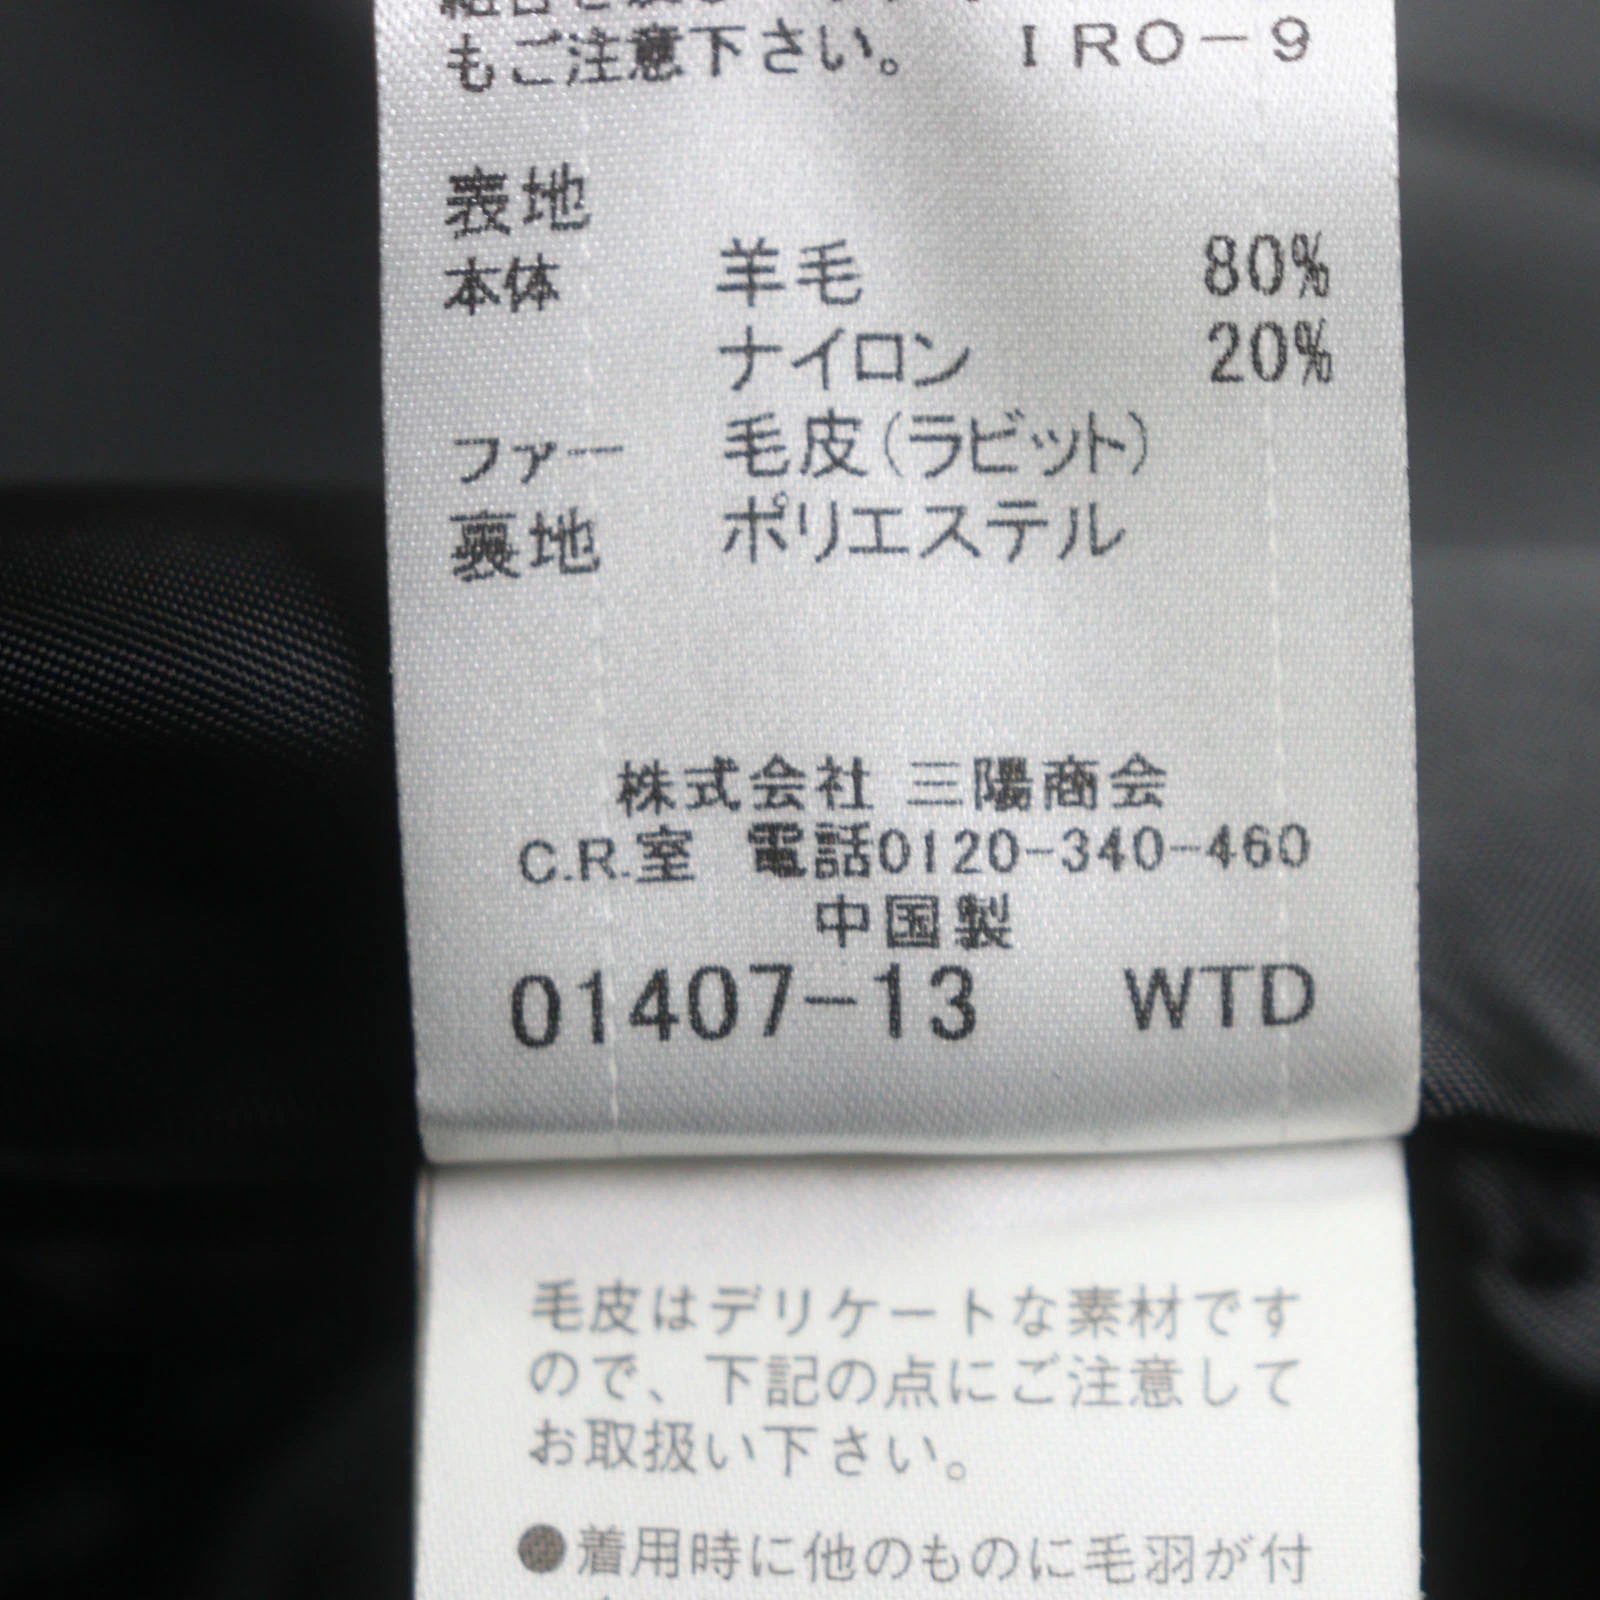 もご注意下さい。 IRO-9
表地
本体 羊毛 80%
ナイロン 20%
ファー 毛皮(ラビット)
裏地 ポリエステル
株式会社 三陽商会
C.R.室 電話0120-340-460
中国製
01407-13 WTD
毛皮はデリケートな素材です
ので、下記の点にご注意して
お取扱い下さい。
●着用時に他のものに毛羽が付